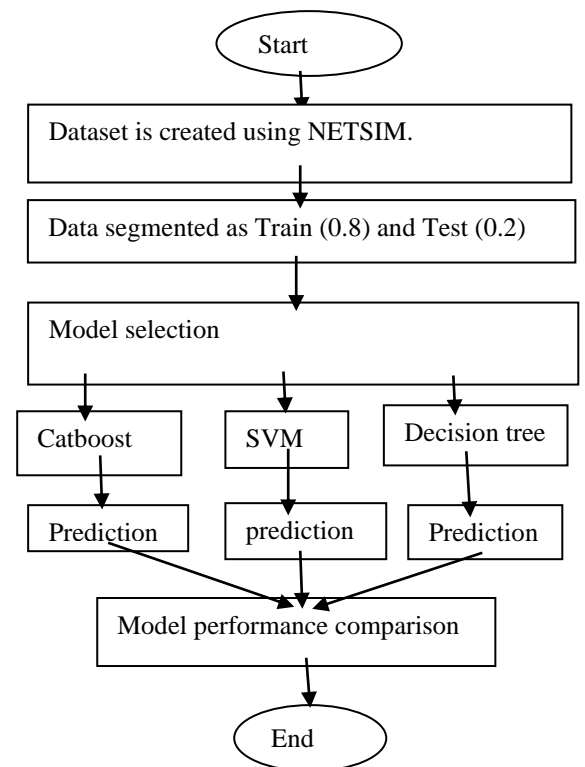 Start
Dataset is created using NETSIM.
Data segmented as Train (0.8) and Test (0.2)
Model selection
Catboost
SVM
Decision tree
Prediction
prediction
Prediction
Model performance comparison
End